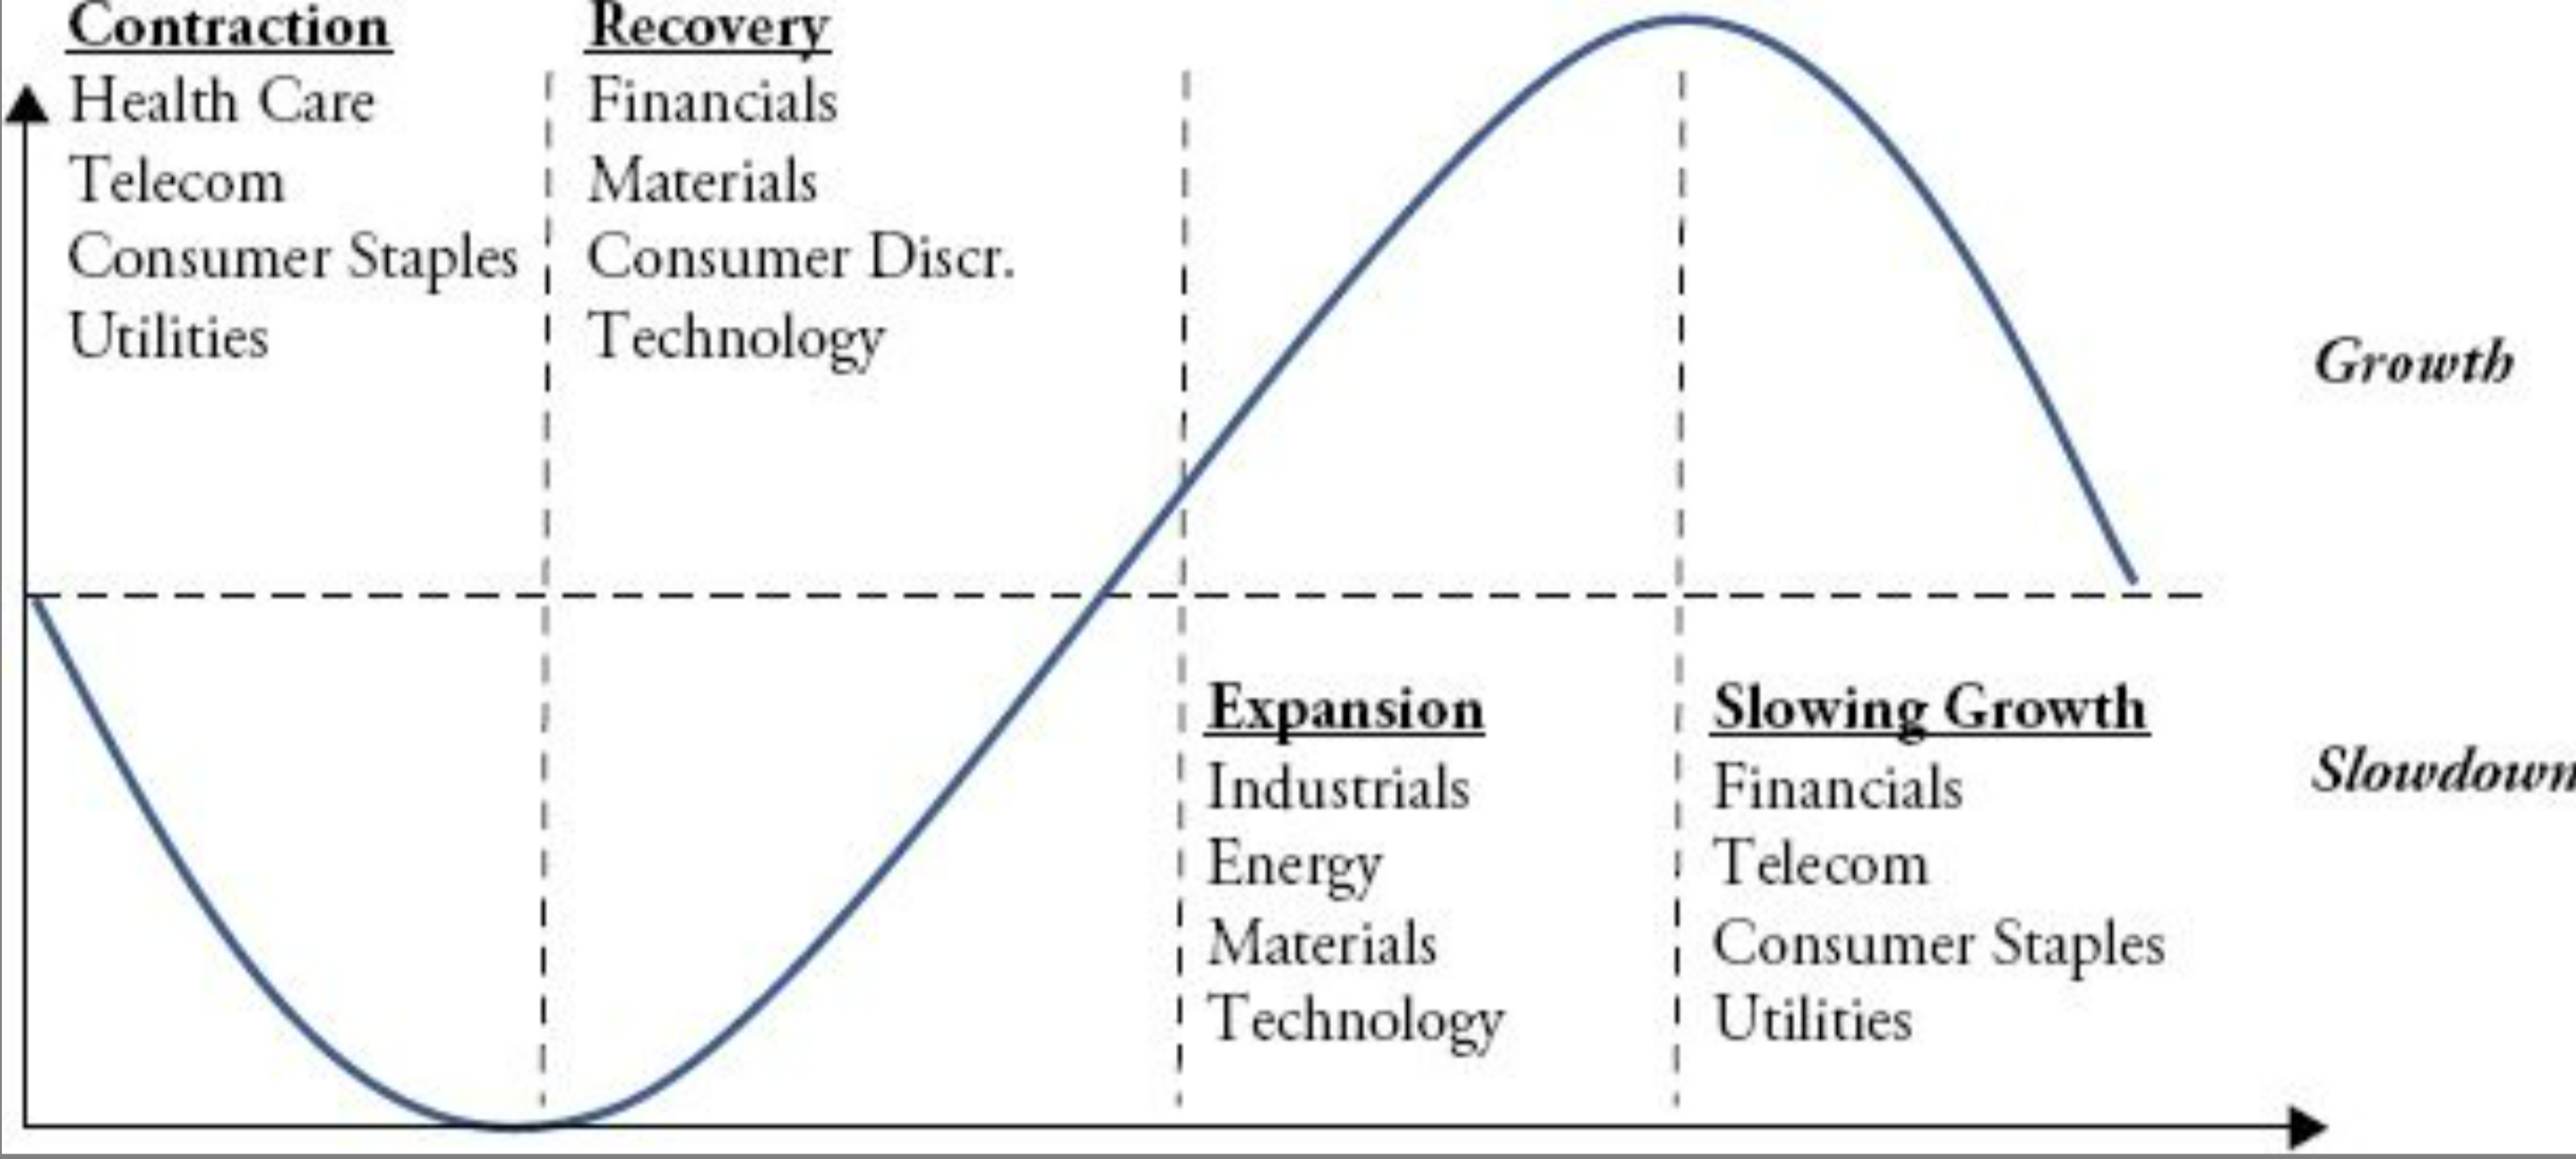 Contraction
Health Care
Telecom
Consumer Staples
Utilities
Recovery
Financials
Materials
Consumer Discr.
Technology
Growth
Expansion
Industrials
Energy
Materials
Technology
Slowing Growth
Financials
Telecom
Consumer Staples
Utilities
Slowdown